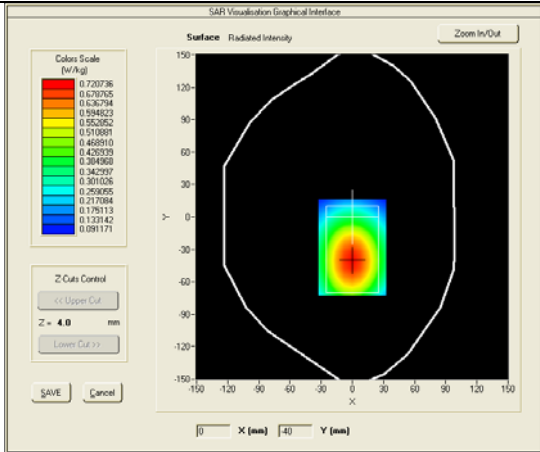 SAR Visualisation Graphical Interface
Surface Radiated Intensity
Zoom In/Out
Colors Scale
(W/kg)
0.720736
0.678765
0.636794
0.594823
0.552852
0.510881
0.468910
0.426939
0.384968
0.342997
0.301026
0.259055
0.217084
0.175113
0.133142
0.091171
150
120
90
60
30
0
-30
-60
-90
-120
-150
Y
-150 -120 -90 -60 -30 0 30 60 90 120 150
X
Z Cuts Control
<< Upper Cut
Z = 4.0 mm
Lower Cut >>
SAVE Cancel
0 X (mm) -40 Y (mm)